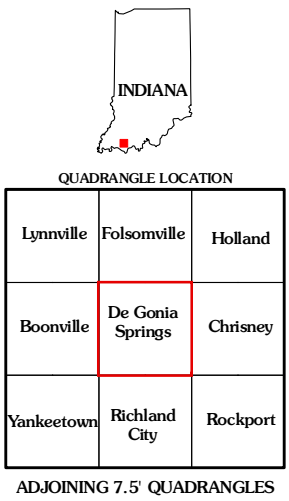 INDIANA
QUADRANGLE LOCATION
Lynnville Folsomville Holland
Boonville
De Gonia
Springs
Chrisney
Yankeetown
Richland
City
Rockport
ADJOINING 7.5' QUADRANGLES